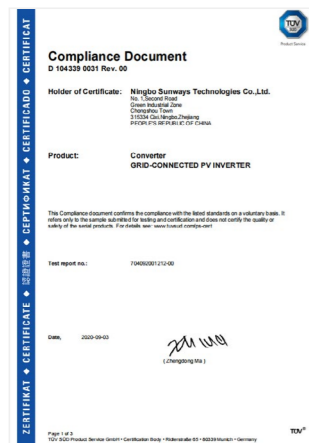 ZERTIFIKAT ◆ CERTIFICATE ◆ 認證證書 ◆ СЕРТИФИКАТ ◆ CERTIFICADO ◆ CERTIFICAT
TÜV
SÜD
Product Service
Compliance Document
D 104339 0031 Rev. 00
Holder of Certificate: Ningbo Sunways Technologies Co.,Ltd.
No. 1,Second Road
Green Industrial Zone
Chongshou Town
315334 Cixi,Ningbo,Zhejiang
PEOPLE'S REPUBLIC OF CHINA
Product: Converter
GRID-CONNECTED PV INVERTER
This Compliance document confirms the compliance with the listed standards on a voluntary basis. It
refers only to the sample submitted for testing and certification and does not certify the quality or
safety of the serial products. For details see: www.tuvsud.com/ps-cert
Test report no.: 704092001212-00
Date, 2020-09-03
( Zhengdong Ma )
Page 1 of 3
TÜV SÜD Product Service GmbH • Certification Body • Ridlerstraße 65 • 80339 Munich • Germany
TÜV®